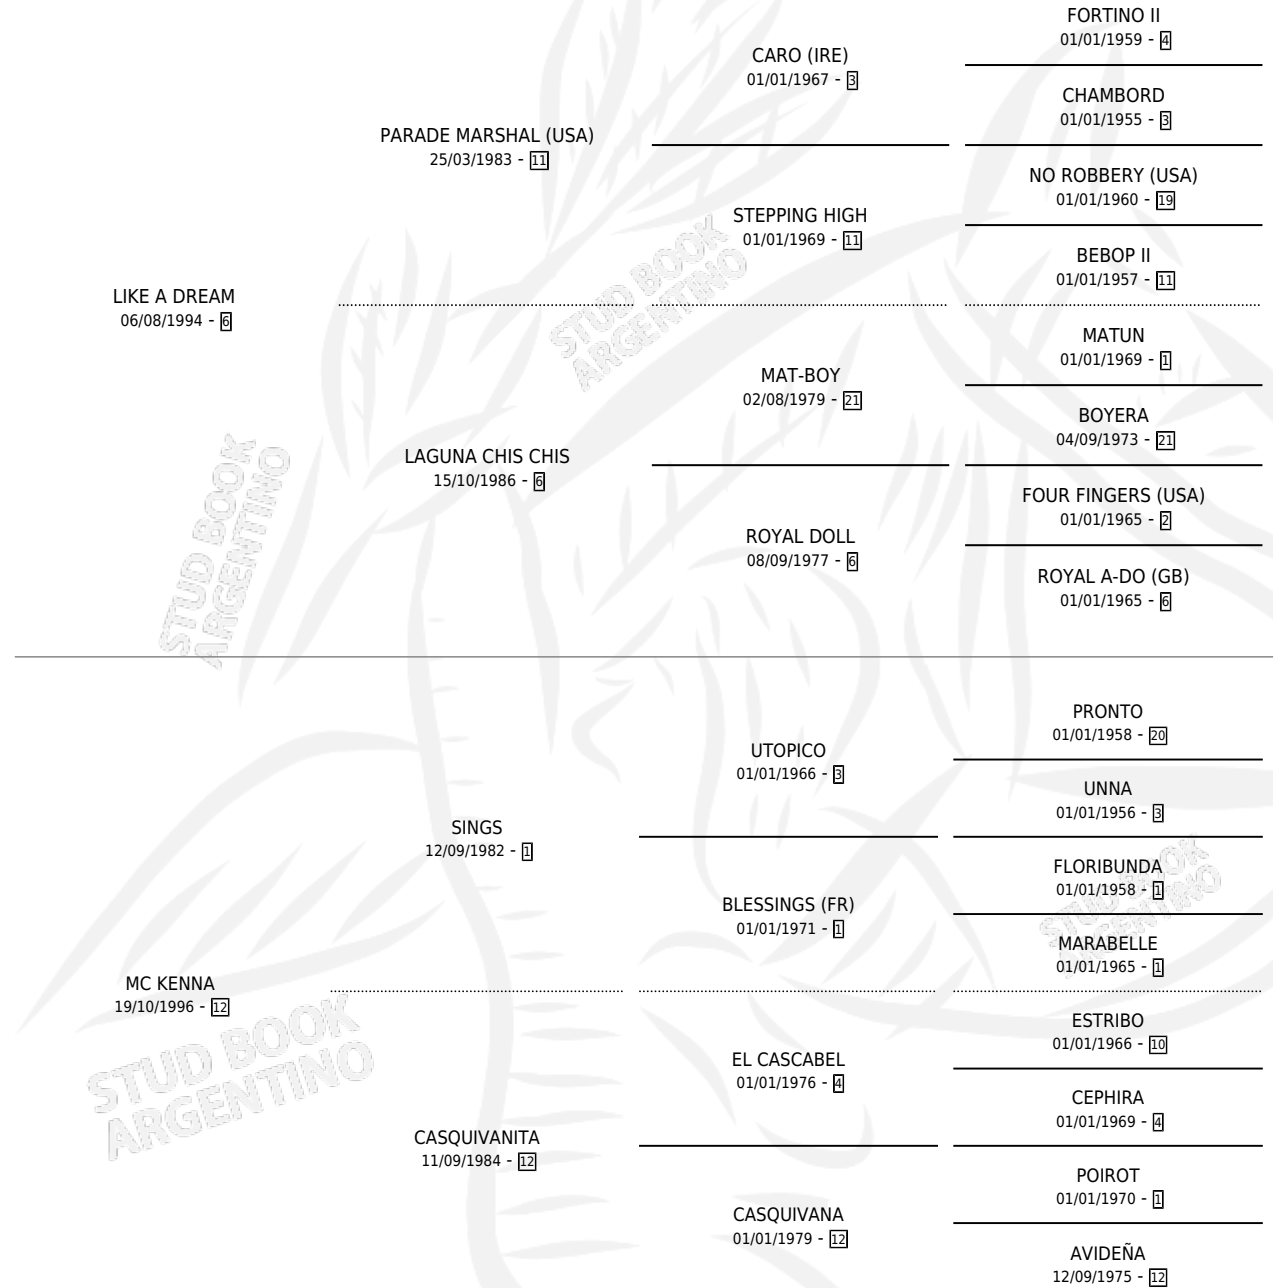 FORTINO II
01/01/1959 - 4
CARO (IRE)
01/01/1967 - 3
CHAMBORD
01/01/1955 - 3
PARADE MARSHAL (USA)
25/03/1983 - 11
NO ROBBERY (USA)
01/01/1960 - 19
STEPPING HIGH
01/01/1969 - 11
BEBOP II
01/01/1957 - 11
LIKE A DREAM
06/08/1994 - 6
MATUN
01/01/1969 - 1
MAT-BOY
02/08/1979 - 21
BOYERA
04/09/1973 - 21
LAGUNA CHIS CHIS
15/10/1986 - 6
FOUR FINGERS (USA)
01/01/1965 - 2
ROYAL DOLL
08/09/1977 - 6
ROYAL A-DO (GB)
01/01/1965 - 6
STUD BOOK
ARGENTINO
STUD BOOK
ARGENTINO
PRONTO
01/01/1958 - 20
UTOPICO
01/01/1966 - 3
UNNA
01/01/1956 - 3
SINGS
12/09/1982 - 1
FLORIBUNDA
01/01/1958 - 1
BLESSINGS (FR)
01/01/1971 - 1
MARABELLE
01/01/1965 - 1
STUD BOOK
ARGENTINO
MC KENNA
19/10/1996 - 12
ESTRIBO
01/01/1966 - 10
EL CASCABEL
01/01/1976 - 4
CEPHIRA
01/01/1969 - 4
STUD BOOK
ARGENTINO
CASQUIVANITA
11/09/1984 - 12
POIROT
01/01/1970 - 1
CASQUIVANA
01/01/1979 - 12
AVIDEÑA
12/09/1975 - 12